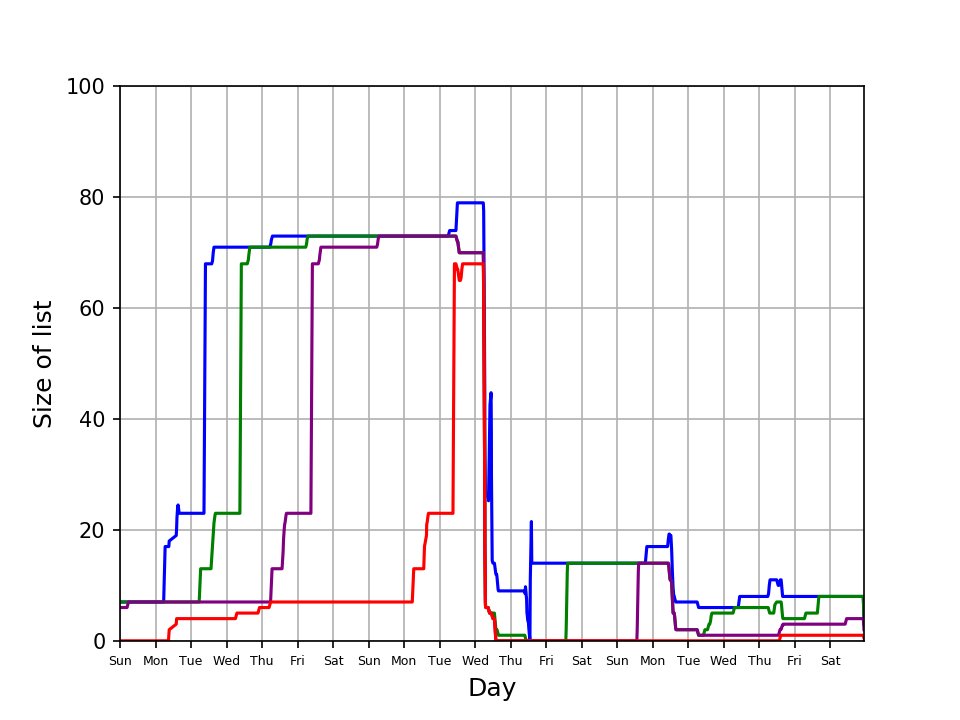 100
80
60
40
20
0
Size of list
Sun Mon Tue Wed Thu Fri Sat Sun Mon Tue Wed Thu Fri Sat Sun Mon Tue Wed Thu Fri Sat
Day